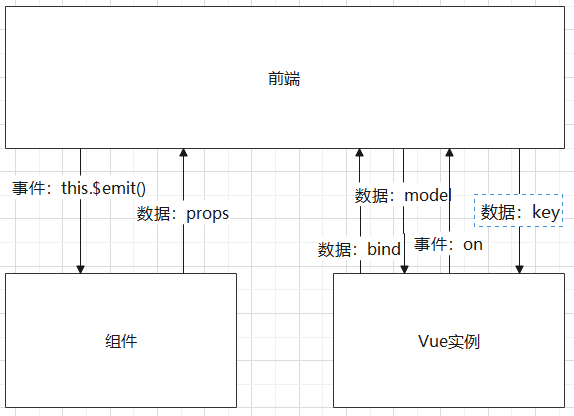 前端
事件：this.$emit()
数据：props
数据：model
数据：key
数据：bind
事件：on
组件
Vue实例